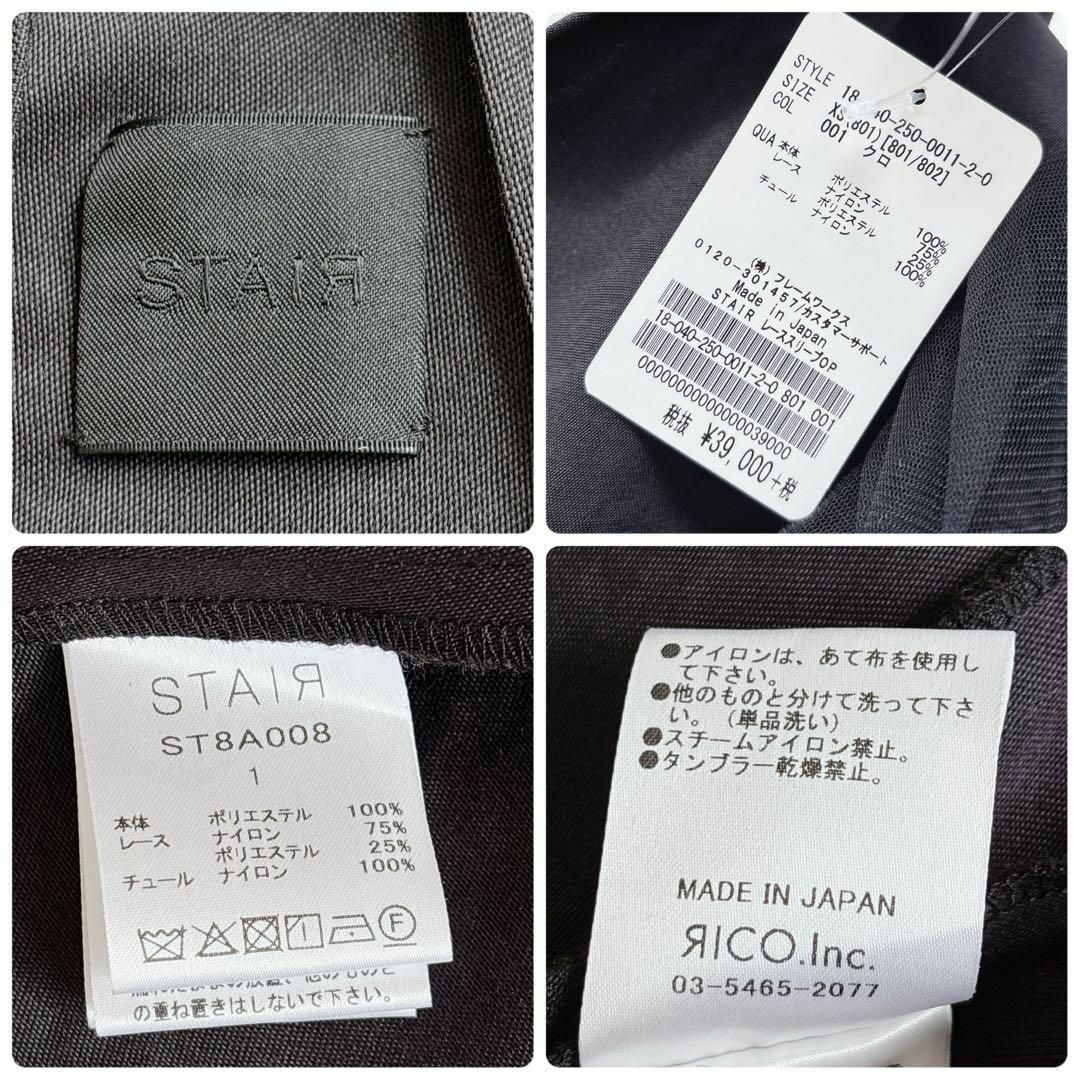 STAIR
STYLE 18-040-250-0011-2-0
SIZE XS(801) [801/802]
COL 001 クロ
QUA 本体 ポリエステル 100%
レース ナイロン 75%
ポリエステル 25%
チュール ナイロン 100%
(株) フレームワークス
0120-301457/カスタマーサポート
Made in Japan
STAIR レーススリーブOP
18-040-250-0011-2-0 801 001
0000000000000039000
税抜 ¥39,000+税
STAIR
ST8A008
1
本体 ポリエステル 100%
レース ナイロン 75%
ポリエステル 25%
チュール ナイロン 100%
F
の重ね置きはしないで下さい。
●アイロンは、あて布を使用し
て下さい。
●他のものと分けて洗って下さ
い。(単品洗い)
●スチームアイロン禁止。
●タンブラー乾燥禁止。
MADE IN JAPAN
RICO.Inc.
03-5465-2077